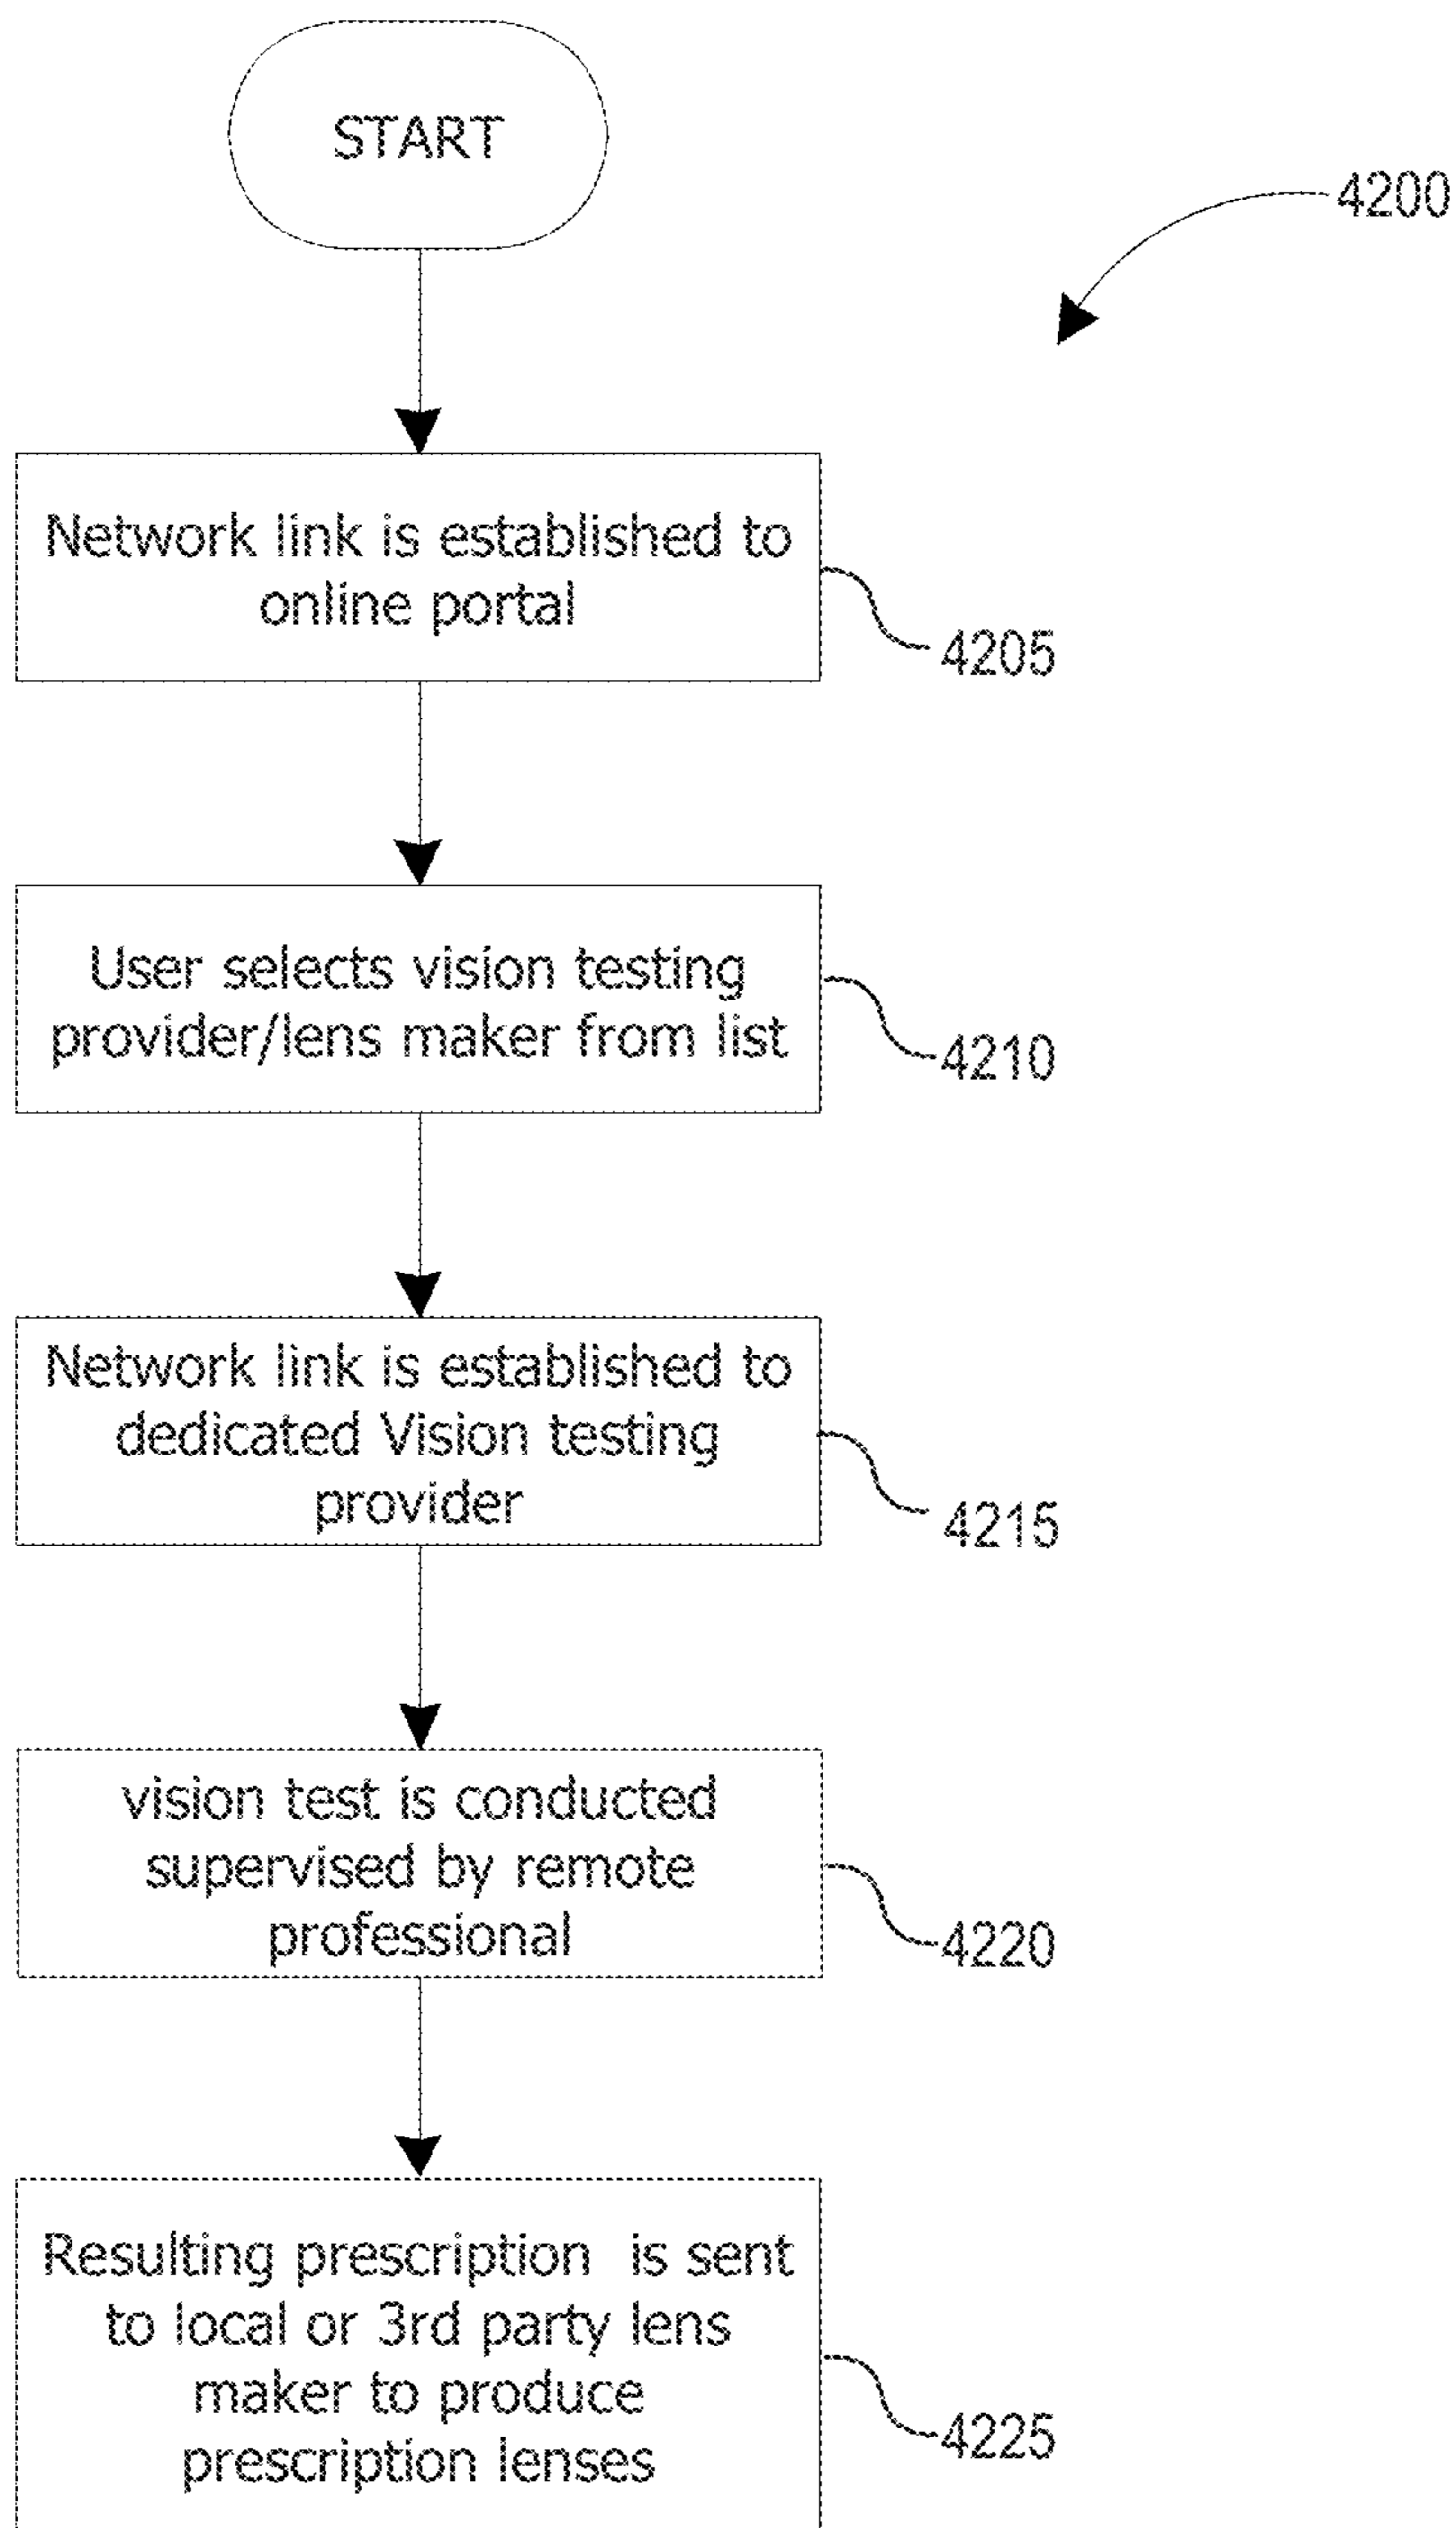 START
4200
Network link is established to
online portal
4205
User selects vision testing
provider/lens maker from list
4210
Network link is established to
dedicated Vision testing
provider
4215
vision test is conducted
supervised by remote
professional
4220
Resulting prescription is sent
to local or 3rd party lens
maker to produce
prescription lenses
4225